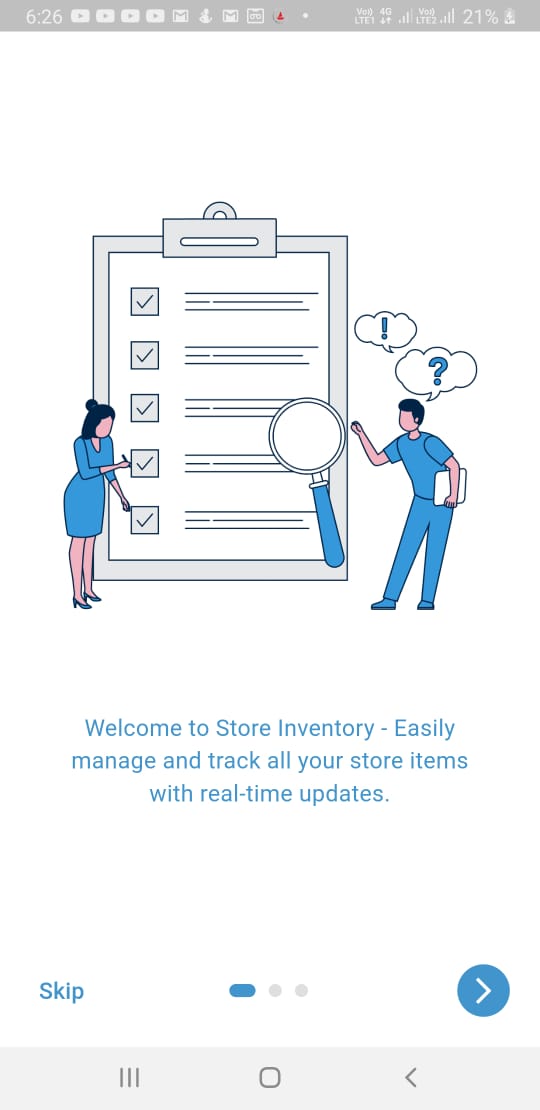 6:26
Vo) 4G Vo) 21%
LTE1 LTE2
!
?
Welcome to Store Inventory - Easily
manage and track all your store items
with real-time updates.
Skip